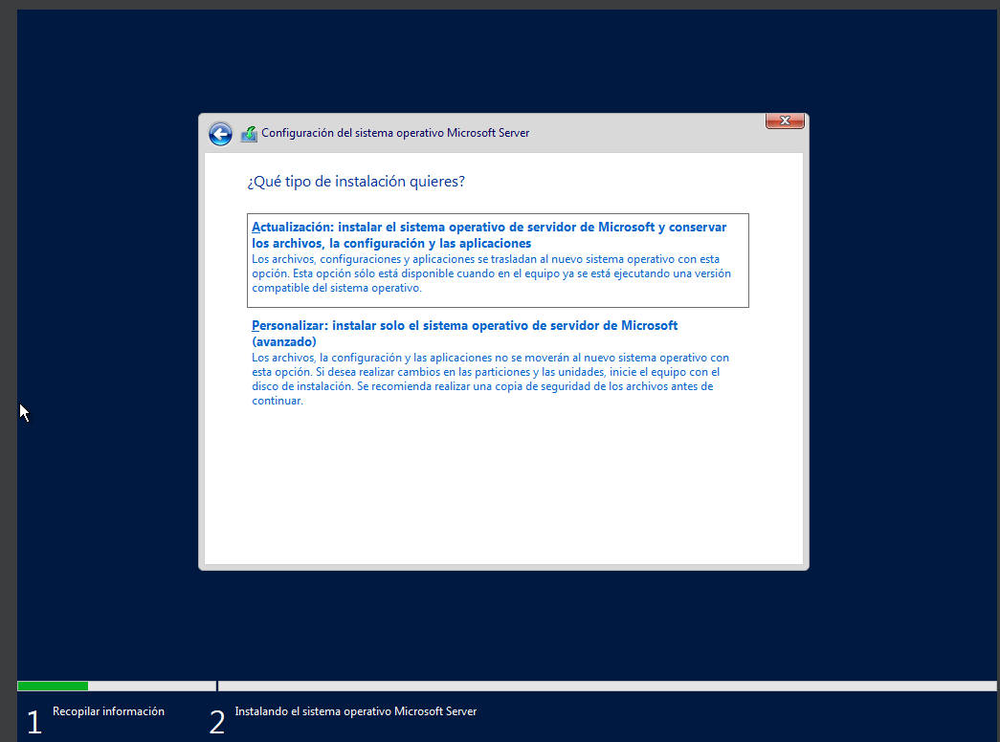 Configuración del sistema operativo Microsoft Server
¿Qué tipo de instalación quieres?
Actualización: instalar el sistema operativo de servidor de Microsoft y conservar
los archivos, la configuración y las aplicaciones
Los archivos, configuraciones y aplicaciones se trasladan al nuevo sistema operativo con esta
opción. Esta opción sólo está disponible cuando en el equipo ya se está ejecutando una versión
compatible del sistema operativo.
Personalizar: instalar solo el sistema operativo de servidor de Microsoft
(avanzado)
Los archivos, la configuración y las aplicaciones no se moverán al nuevo sistema operativo con
esta opción. Si desea realizar cambios en las particiones y las unidades, inicie el equipo con el
disco de instalación. Se recomienda realizar una copia de seguridad de los archivos antes de
continuar.
1 Recopilar información
2 Instalando el sistema operativo Microsoft Server